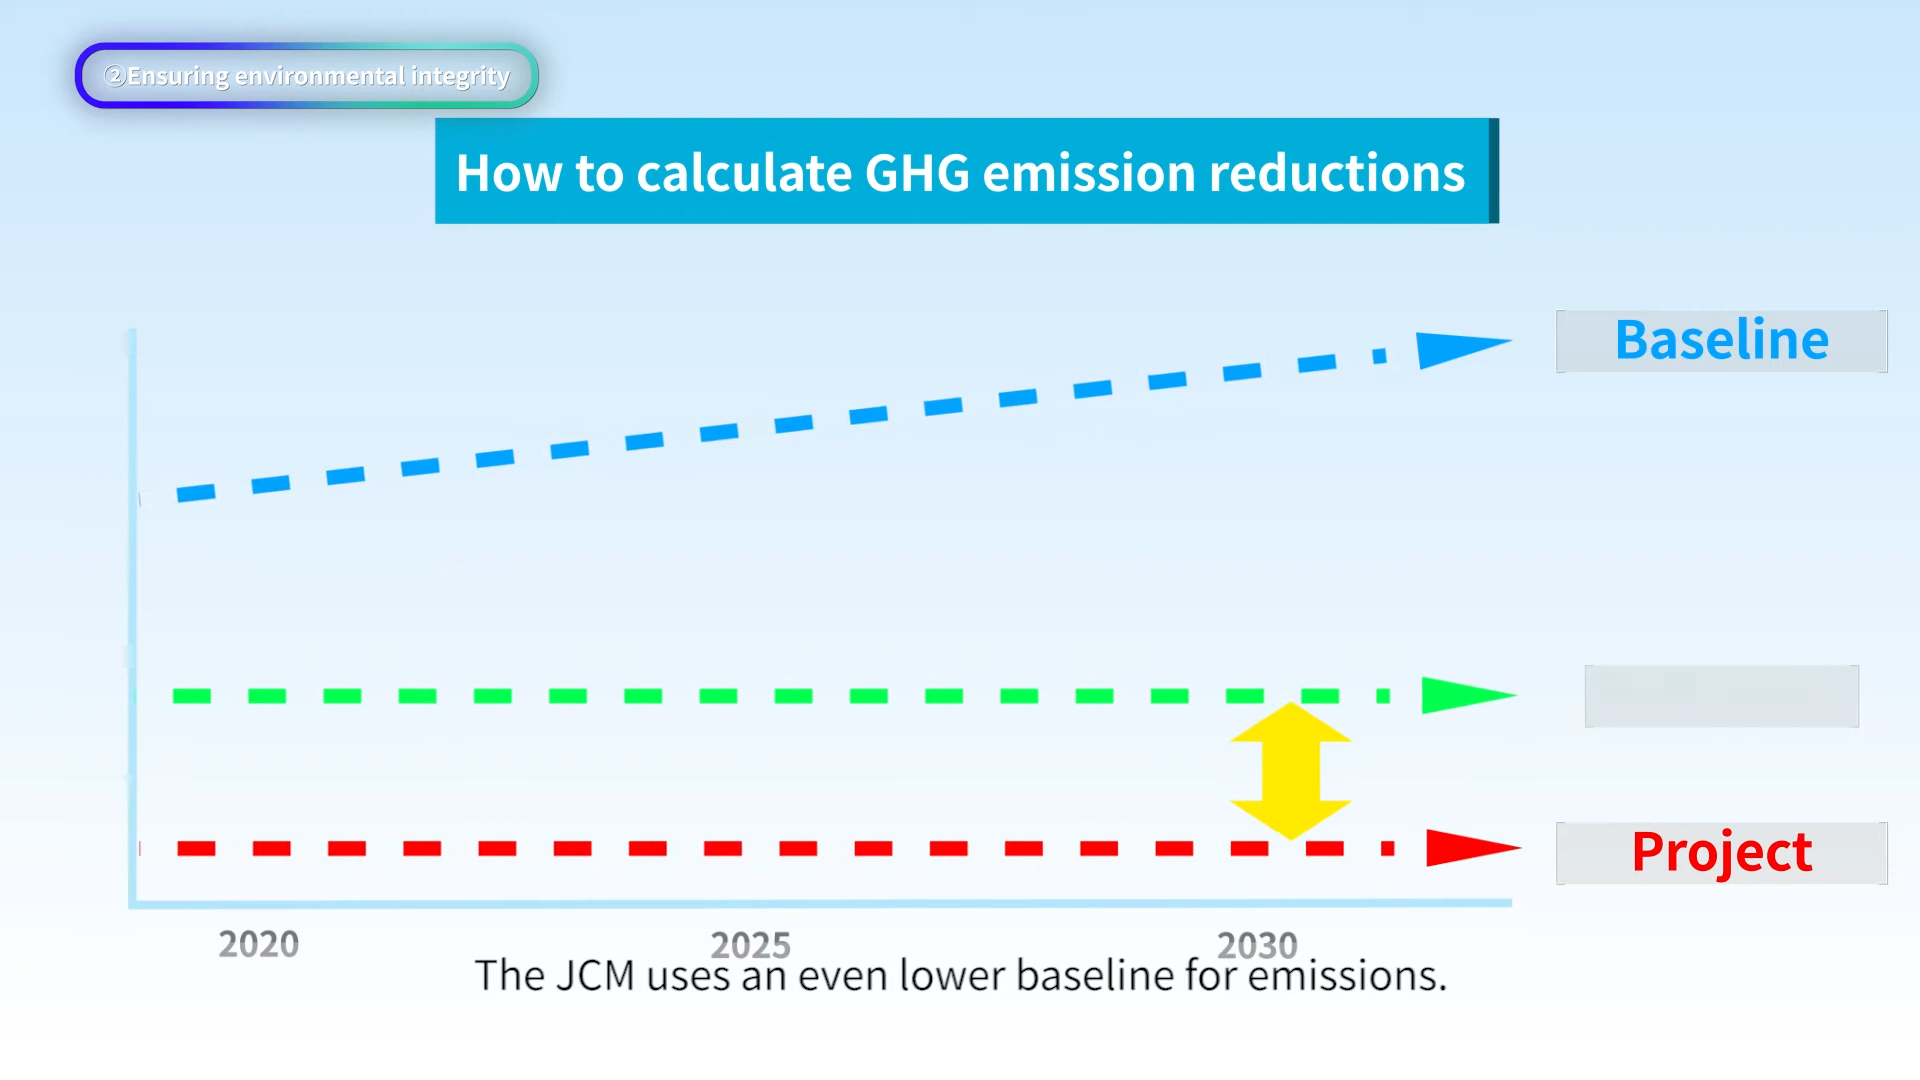 ②Ensuring environmental integrity
How to calculate GHG emission reductions
Baseline
Project
2020 2025 2030
The JCM uses an even lower baseline for emissions.